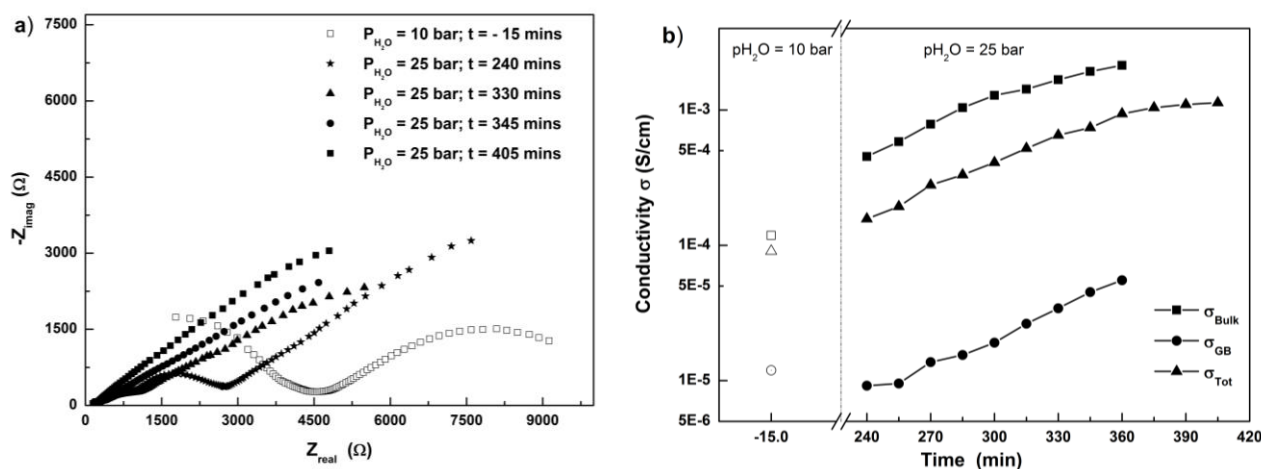 a)
7500
6000
4500
3000
1500
0
-Z_imag (Ω)
0 1500 3000 4500 6000 7500 9000
Z_real (Ω)
P_H₂O = 10 bar; t = - 15 mins
P_H₂O = 25 bar; t = 240 mins
P_H₂O = 25 bar; t = 330 mins
P_H₂O = 25 bar; t = 345 mins
P_H₂O = 25 bar; t = 405 mins
b)
pH₂O = 10 bar
pH₂O = 25 bar
1E-3
5E-4
1E-4
5E-5
1E-5
5E-6
Conductivity σ (S/cm)
σ_Bulk
σ_GB
σ_Tot
-15.0 240 270 300 330 360 390 420
Time (min)